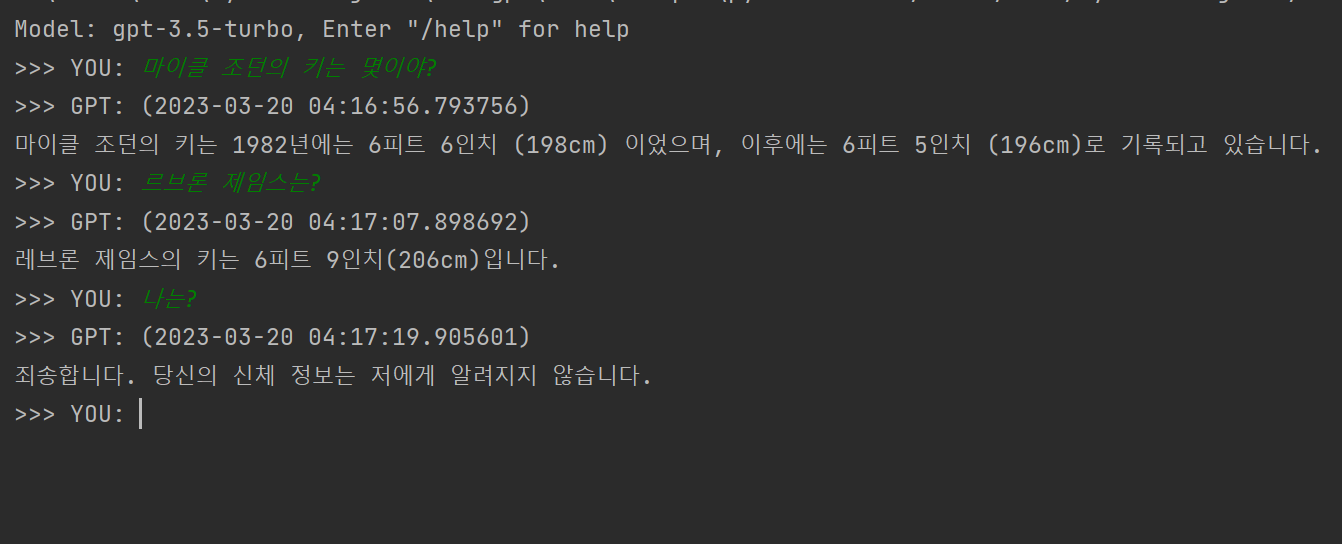 Model: gpt-3.5-turbo, Enter "/help" for help
>>> YOU: 마이클 조던의 키는 몇이야?
>>> GPT: (2023-03-20 04:16:56.793756)
마이클 조던의 키는 1982년에는 6피트 6인치 (198cm) 이었으며, 이후에는 6피트 5인치 (196cm)로 기록되고 있습니다.
>>> YOU: 르브론 제임스는?
>>> GPT: (2023-03-20 04:17:07.898692)
레브론 제임스의 키는 6피트 9인치(206cm)입니다.
>>> YOU: 나는?
>>> GPT: (2023-03-20 04:17:19.905601)
죄송합니다. 당신의 신체 정보는 저에게 알려지지 않습니다.
>>> YOU: